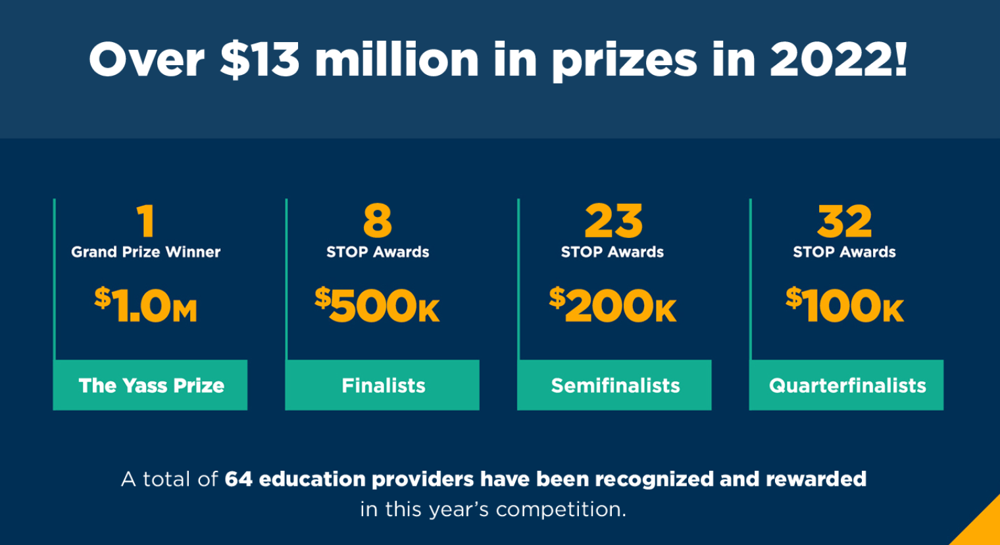 Over $13 million in prizes in 2022!
1
Grand Prize Winner
$1.0M
The Yass Prize
8
STOP Awards
$500K
Finalists
23
STOP Awards
$200K
Semifinalists
32
STOP Awards
$100K
Quarterfinalists
A total of 64 education providers have been recognized and rewarded
in this year’s competition.